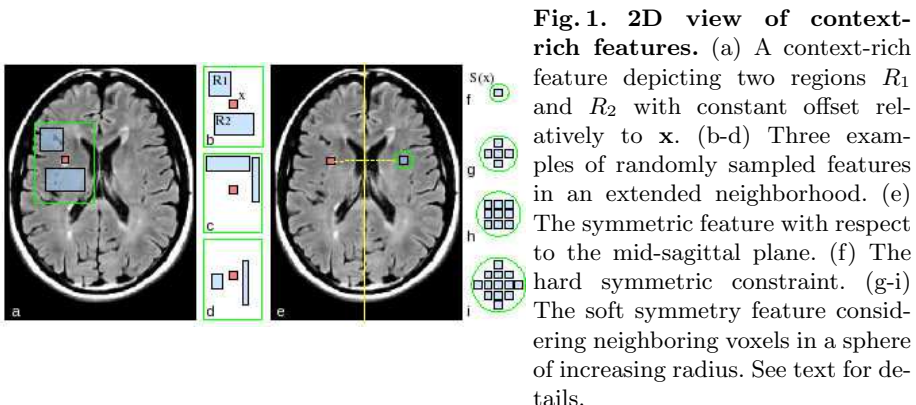 Fig. 1. 2D view of context-
rich features. (a) A context-rich
feature depicting two regions R1
and R2 with constant offset rel-
atively to x. (b-d) Three exam-
ples of randomly sampled features
in an extended neighborhood. (e)
The symmetric feature with respect
to the mid-sagittal plane. (f) The
hard symmetric constraint. (g-i)
The soft symmetry feature consid-
ering neighboring voxels in a sphere
of increasing radius. See text for de-
tails.
a
R1
x
R2
b
c
d
e
S(x)
f
g
h
i